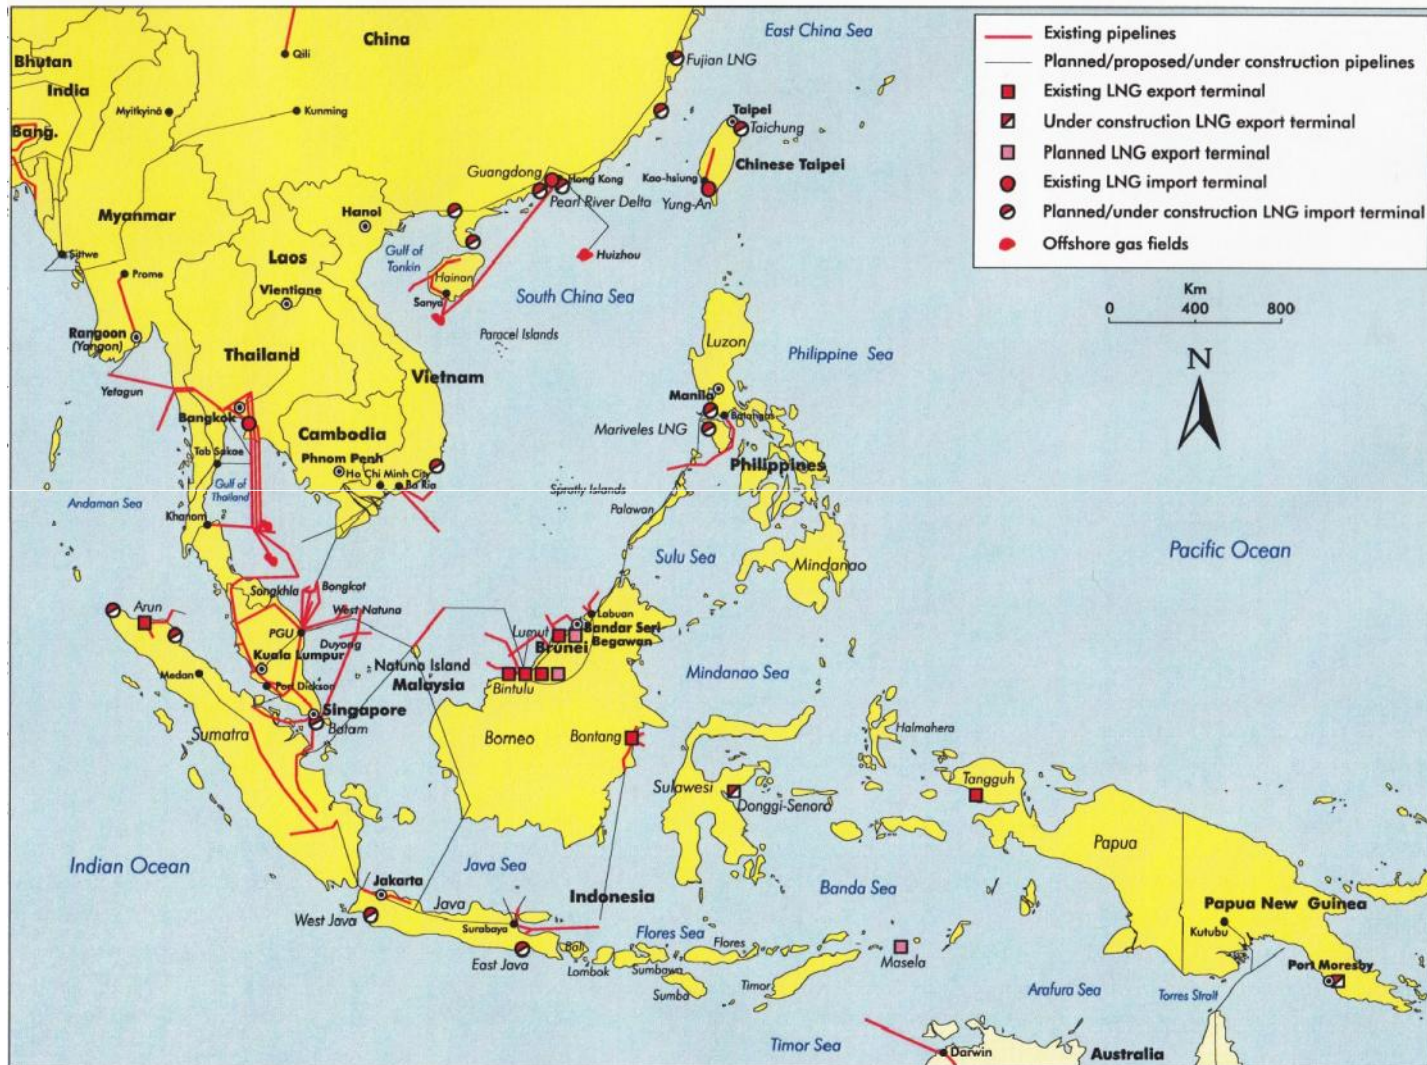 East China Sea
China
Qili
Bhutan
India
Fujian LNG
Myitkyinā
Kunming
Bang.
Taipei
Taichung
Guangdong
Hong Kong
Kao-hsiung
Chinese Taipei
Yung-An
Pearl River Delta
Myanmar
Hanoi
Gulf of
Tonkin
Huizhou
Sittwe
Laos
Prome
Hainan
Vientiane
Sanya
South China Sea
Rangoon
(Yangon)
Paracel Islands
Luzon
Thailand
Philippine Sea
Vietnam
Yetagun
Manila
Bangkok
Batangas
Mariveles LNG
Cambodia
Tab Sakae
Phnom Penh
Philippines
Ho Chi Minh City
Ba Ria
Gulf of
Thailand
Spratly Islands
Andaman Sea
Palawan
Khanom
Pacific Ocean
Sulu Sea
Mindanao
Songkhla
Bongkot
Arun
West Natuna
Labuan
PGU
Lumut
Bandar Seri
Begawan
Duyong
Brunei
Kuala Lumpur
Natuna Island
Malaysia
Mindanao Sea
Medan
Port Dickson
Bintulu
Singapore
Batam
Sumatra
Borneo
Bontang
Halmahera
Tangguh
Sulawesi
Donggi-Senoro
Papua
Indian Ocean
Java Sea
Jakarta
Indonesia
Banda Sea
Java
West Java
Papua New Guinea
Surabaya
Flores Sea
Kutubu
East Java
Bali
Flores
Lombok
Sumbawa
Masela
Port Moresby
Sumba
Timor
Arafura Sea
Torres Strait
Timor Sea
Darwin
Australia
Existing pipelines
Planned/proposed/under construction pipelines
Existing LNG export terminal
Under construction LNG export terminal
Planned LNG export terminal
Existing LNG import terminal
Planned/under construction LNG import terminal
Offshore gas fields
Km
0 400 800
N